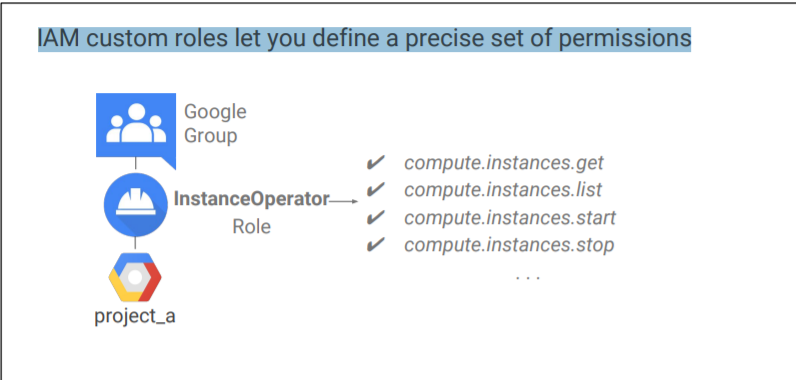 IAM custom roles let you define a precise set of permissions
Google
Group
InstanceOperator
Role
✔ compute.instances.get
✔ compute.instances.list
✔ compute.instances.start
✔ compute.instances.stop
. . .
project_a